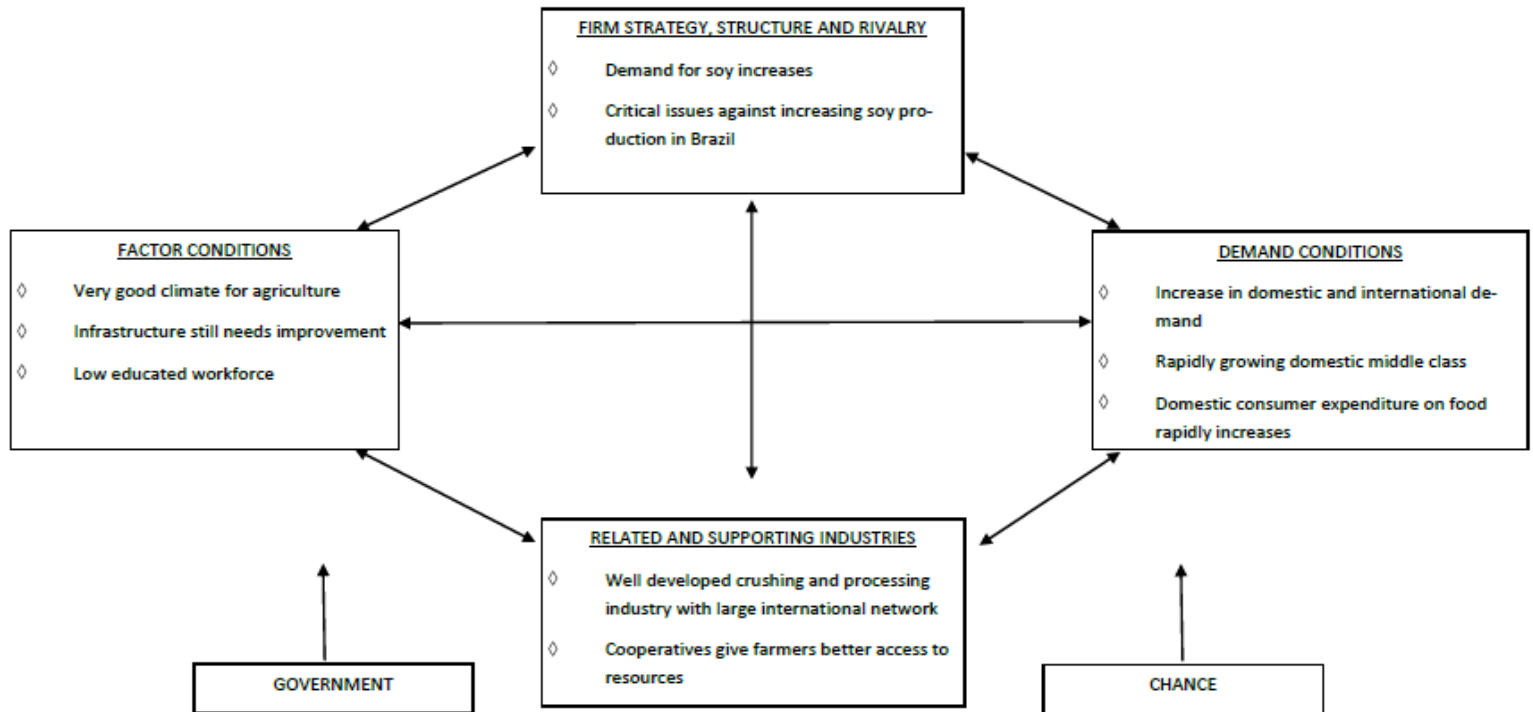 FIRM STRATEGY, STRUCTURE AND RIVALRY
◊ Demand for soy increases
◊ Critical issues against increasing soy pro-
duction in Brazil
FACTOR CONDITIONS
◊ Very good climate for agriculture
◊ Infrastructure still needs improvement
◊ Low educated workforce
DEMAND CONDITIONS
◊ Increase in domestic and international de-
mand
◊ Rapidly growing domestic middle class
◊ Domestic consumer expenditure on food
rapidly increases
RELATED AND SUPPORTING INDUSTRIES
◊ Well developed crushing and processing
industry with large international network
◊ Cooperatives give farmers better access to
resources
GOVERNMENT
CHANCE